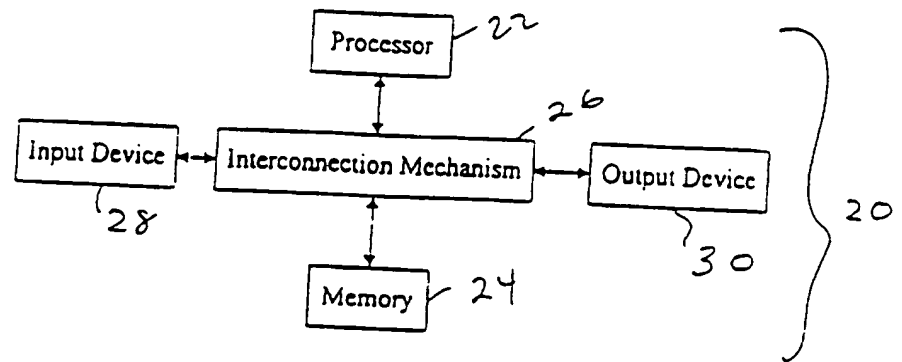 Processor
22
26
Input Device
Interconnection Mechanism
Output Device
28
30
20
Memory
24